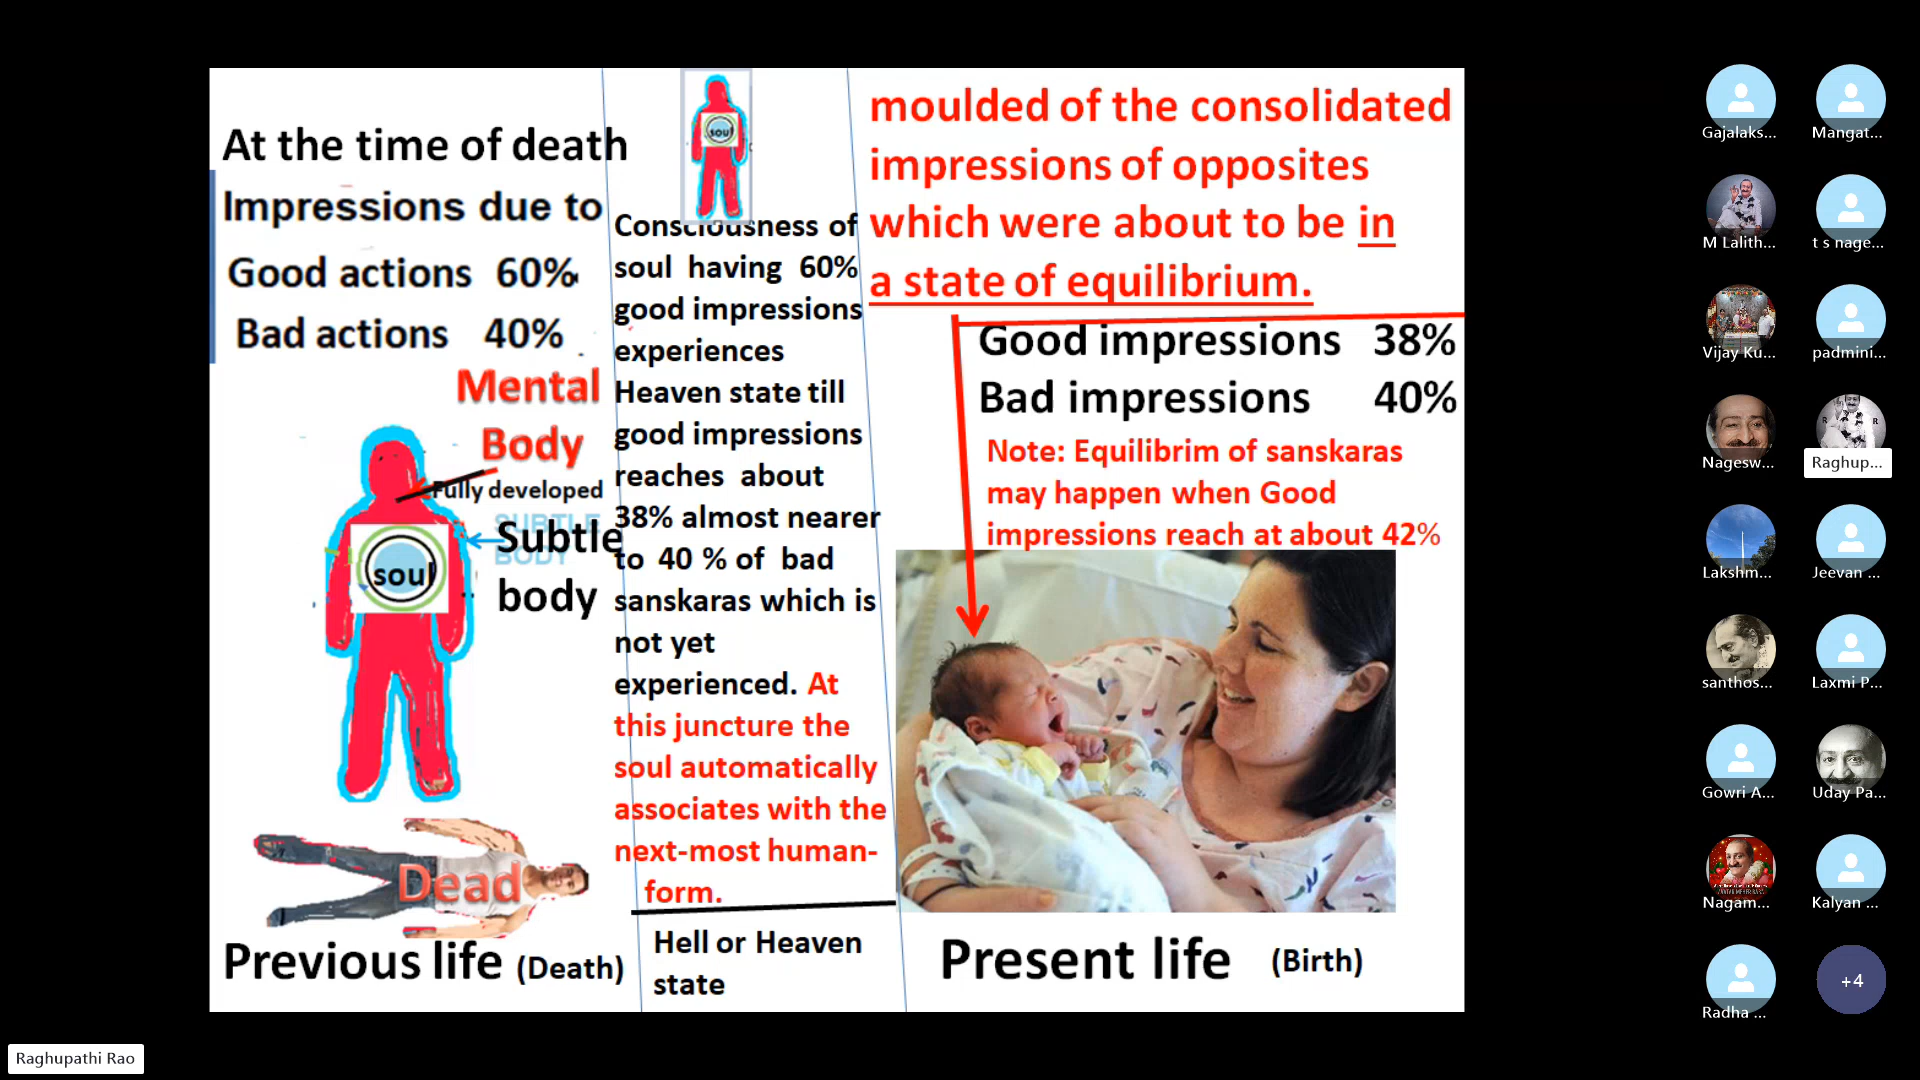 At the time of death
Impressions due to
Good actions 60%
Bad actions 40%
Mental
Body
Fully developed
SUBTLE
BODY
Subtle
body
soul
Dead
Previous life (Death)
soul
Consciousness of
soul having 60%
good impressions
experiences
Heaven state till
good impressions
reaches about
38% almost nearer
to 40 % of bad
sanskaras which is
not yet
experienced. At
this juncture the
soul automatically
associates with the
next-most human-
form.
Hell or Heaven
state
moulded of the consolidated
impressions of opposites
which were about to be in
a state of equilibrium.
Good impressions 38%
Bad impressions 40%
Note: Equilibrim of sanskaras
may happen when Good
impressions reach at about 42%
Present life (Birth)
Gajalaks...
Mangat...
M Lalith...
t s nage...
Vijay Ku...
padmini...
Nagesw...
R R
Raghup...
Lakshm...
Jeevan ...
santhos...
Laxmi P...
Gowri A...
Uday Pa...
Nagam...
Kalyan ...
Radha ...
+4
Raghupathi Rao